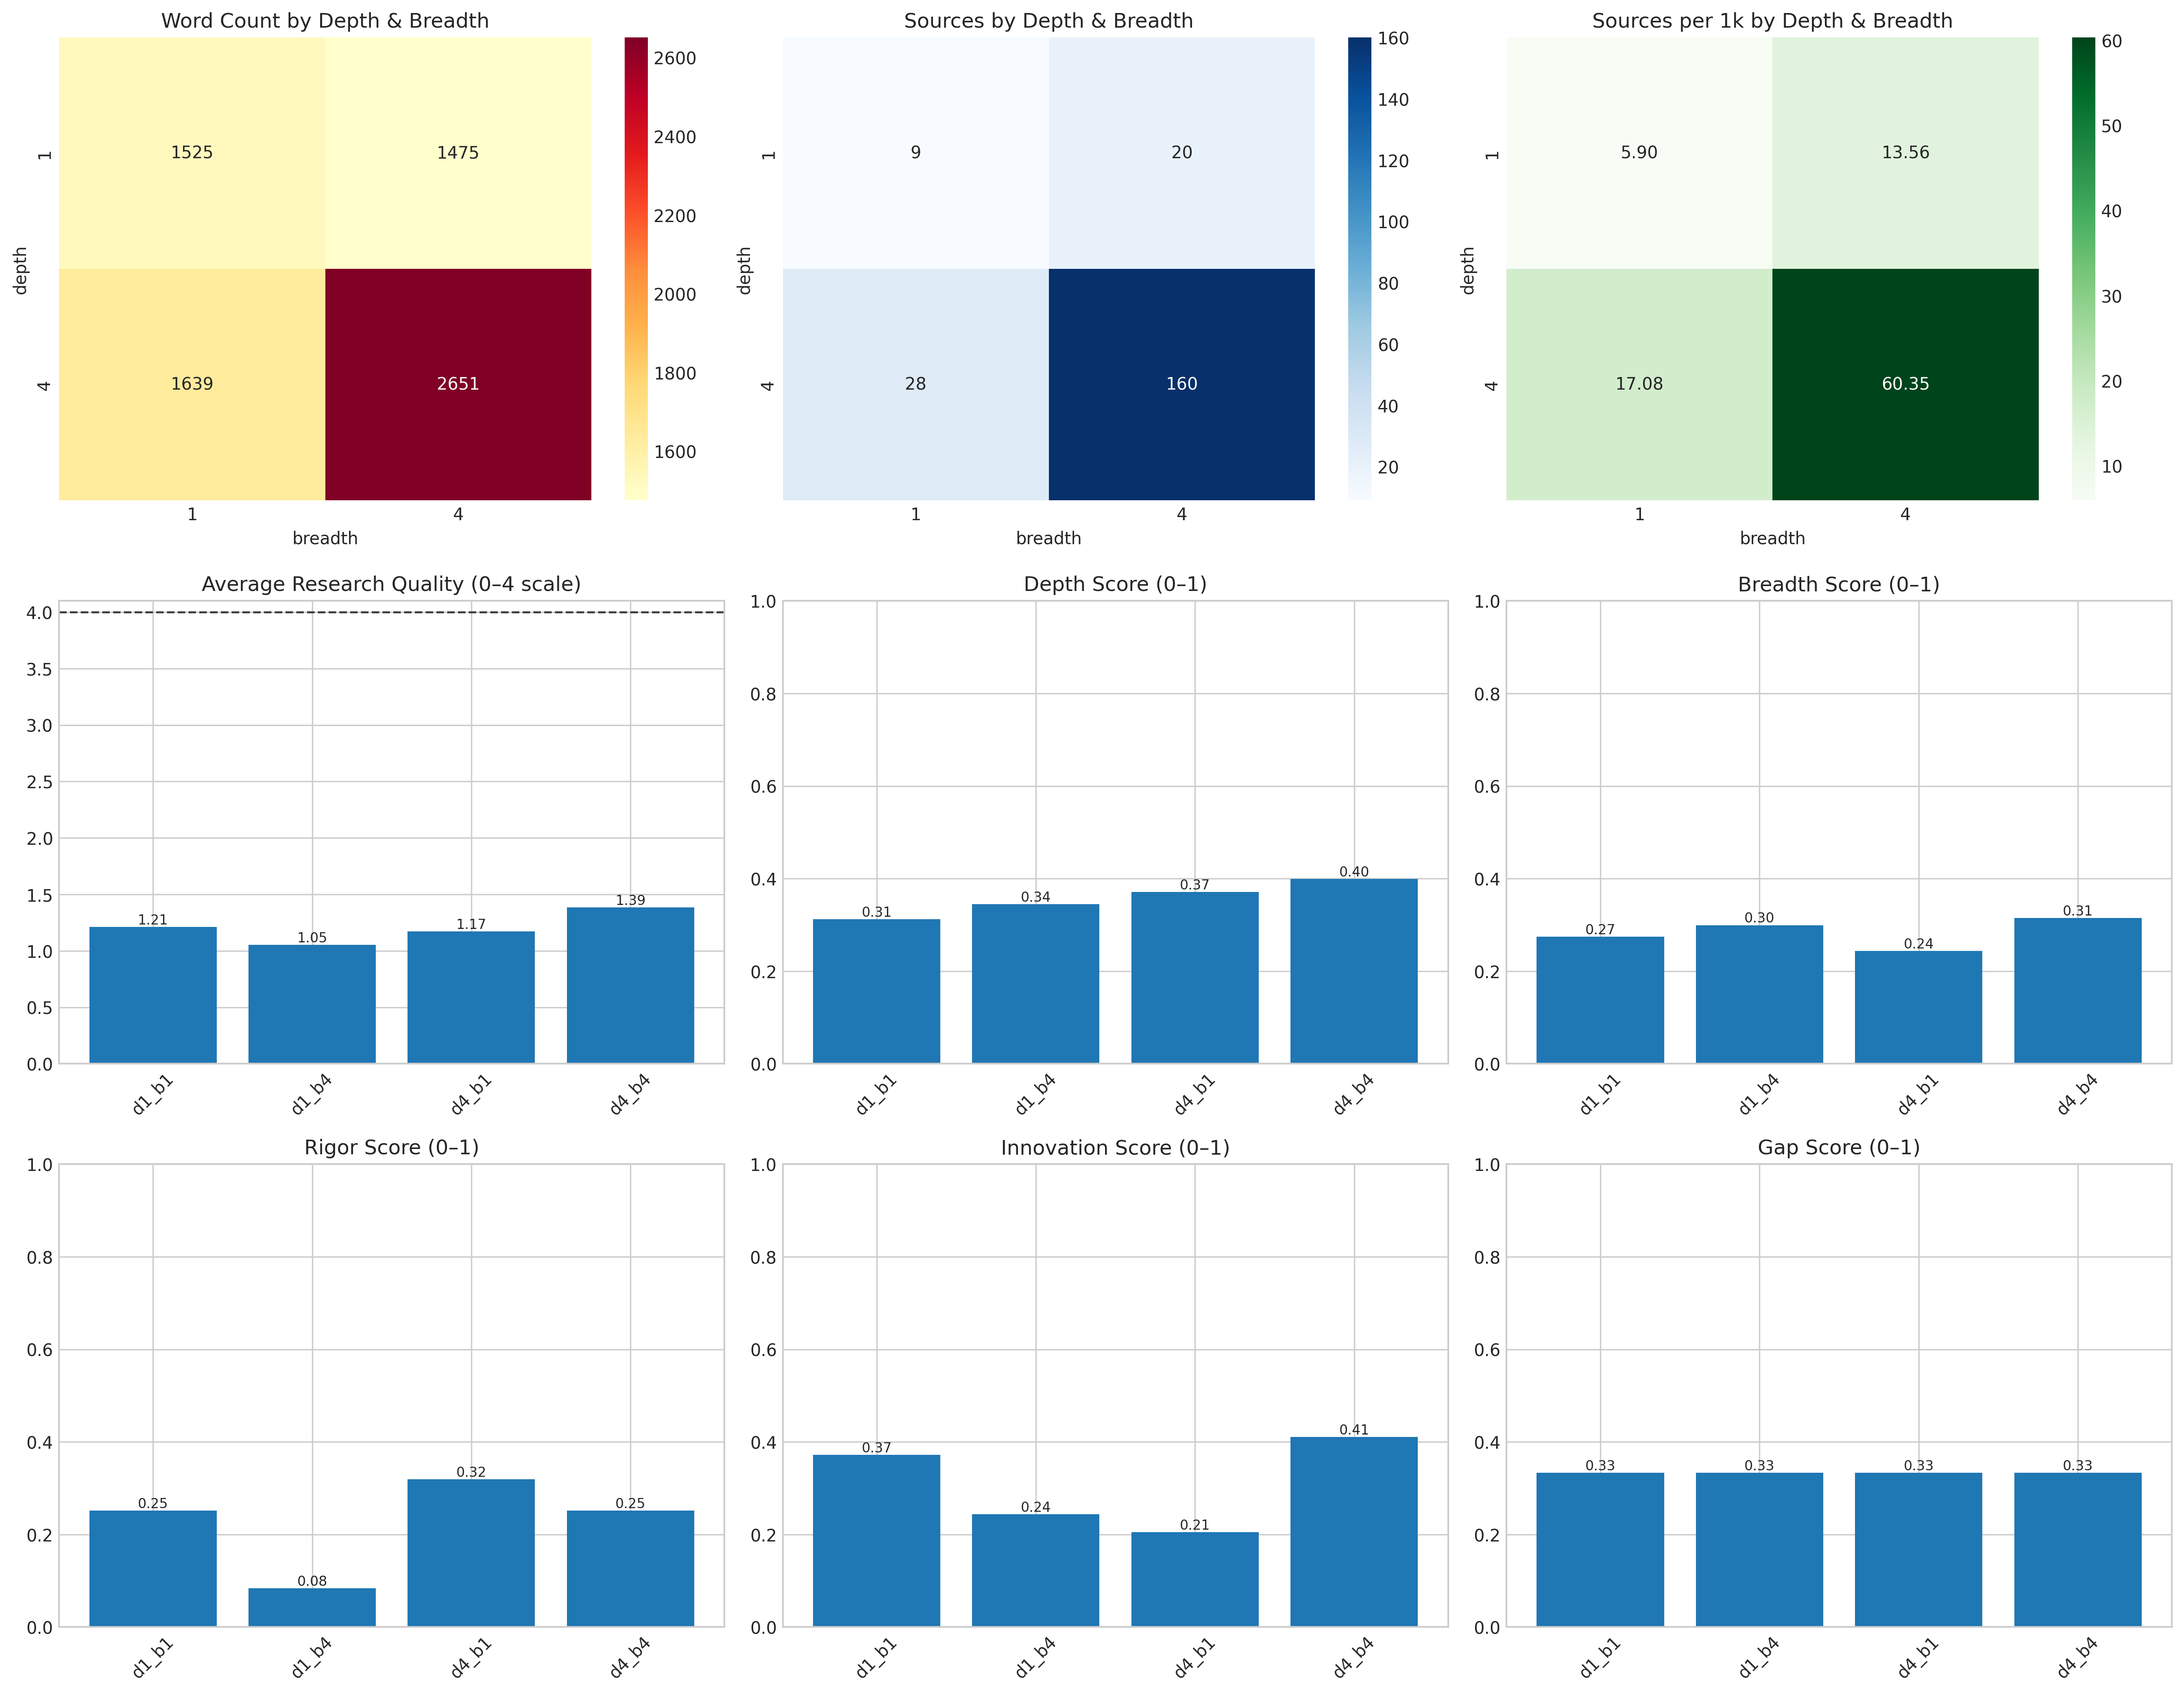 Word Count by Depth & Breadth
1525 1475
1639 2651
1
4
depth
1 4
breadth
2600
2400
2200
2000
1800
1600
Sources by Depth & Breadth
9 20
28 160
1
4
depth
1 4
breadth
160
140
120
100
80
60
40
20
Sources per 1k by Depth & Breadth
5.90 13.56
17.08 60.35
1
4
depth
1 4
breadth
60
50
40
30
20
10
Average Research Quality (0–4 scale)
4.0
3.5
3.0
2.5
2.0
1.5
1.0
0.5
0.0
1.21 1.05 1.17 1.39
d1_b1 d1_b4 d4_b1 d4_b4
Depth Score (0–1)
1.0
0.8
0.6
0.4
0.2
0.0
0.31 0.34 0.37 0.40
d1_b1 d1_b4 d4_b1 d4_b4
Breadth Score (0–1)
1.0
0.8
0.6
0.4
0.2
0.0
0.27 0.30 0.24 0.31
d1_b1 d1_b4 d4_b1 d4_b4
Rigor Score (0–1)
1.0
0.8
0.6
0.4
0.2
0.0
0.25 0.08 0.32 0.25
d1_b1 d1_b4 d4_b1 d4_b4
Innovation Score (0–1)
1.0
0.8
0.6
0.4
0.2
0.0
0.37 0.24 0.21 0.41
d1_b1 d1_b4 d4_b1 d4_b4
Gap Score (0–1)
1.0
0.8
0.6
0.4
0.2
0.0
0.33 0.33 0.33 0.33
d1_b1 d1_b4 d4_b1 d4_b4